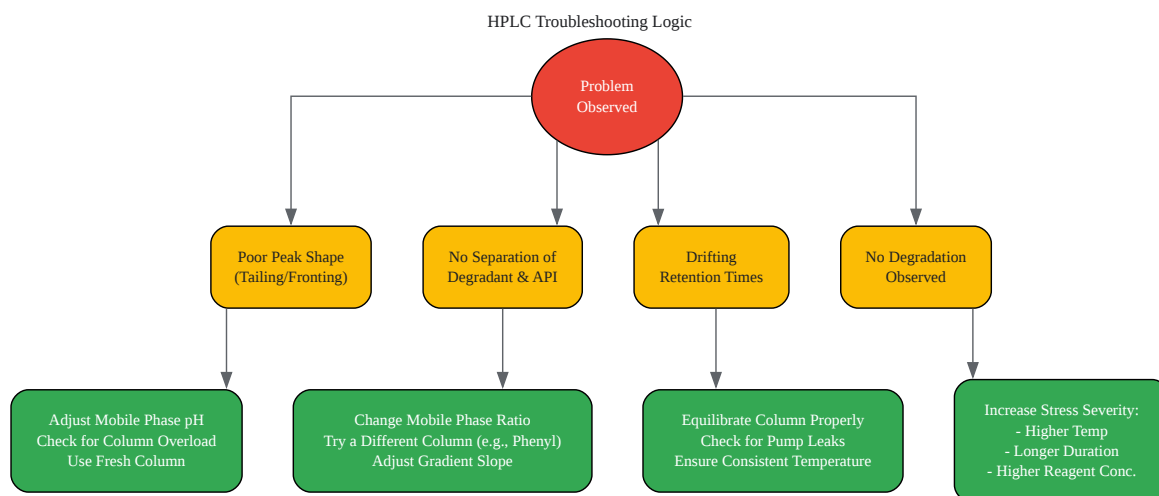 HPLC Troubleshooting Logic
Problem
Observed
Poor Peak Shape
(Tailing/Fronting)
No Separation of
Degradant & API
Drifting
Retention Times
No Degradation
Observed
Adjust Mobile Phase pH
Check for Column Overload
Use Fresh Column
Change Mobile Phase Ratio
Try a Different Column (e.g., Phenyl)
Adjust Gradient Slope
Equilibrate Column Properly
Check for Pump Leaks
Ensure Consistent Temperature
Increase Stress Severity:
- Higher Temp
- Longer Duration
- Higher Reagent Conc.